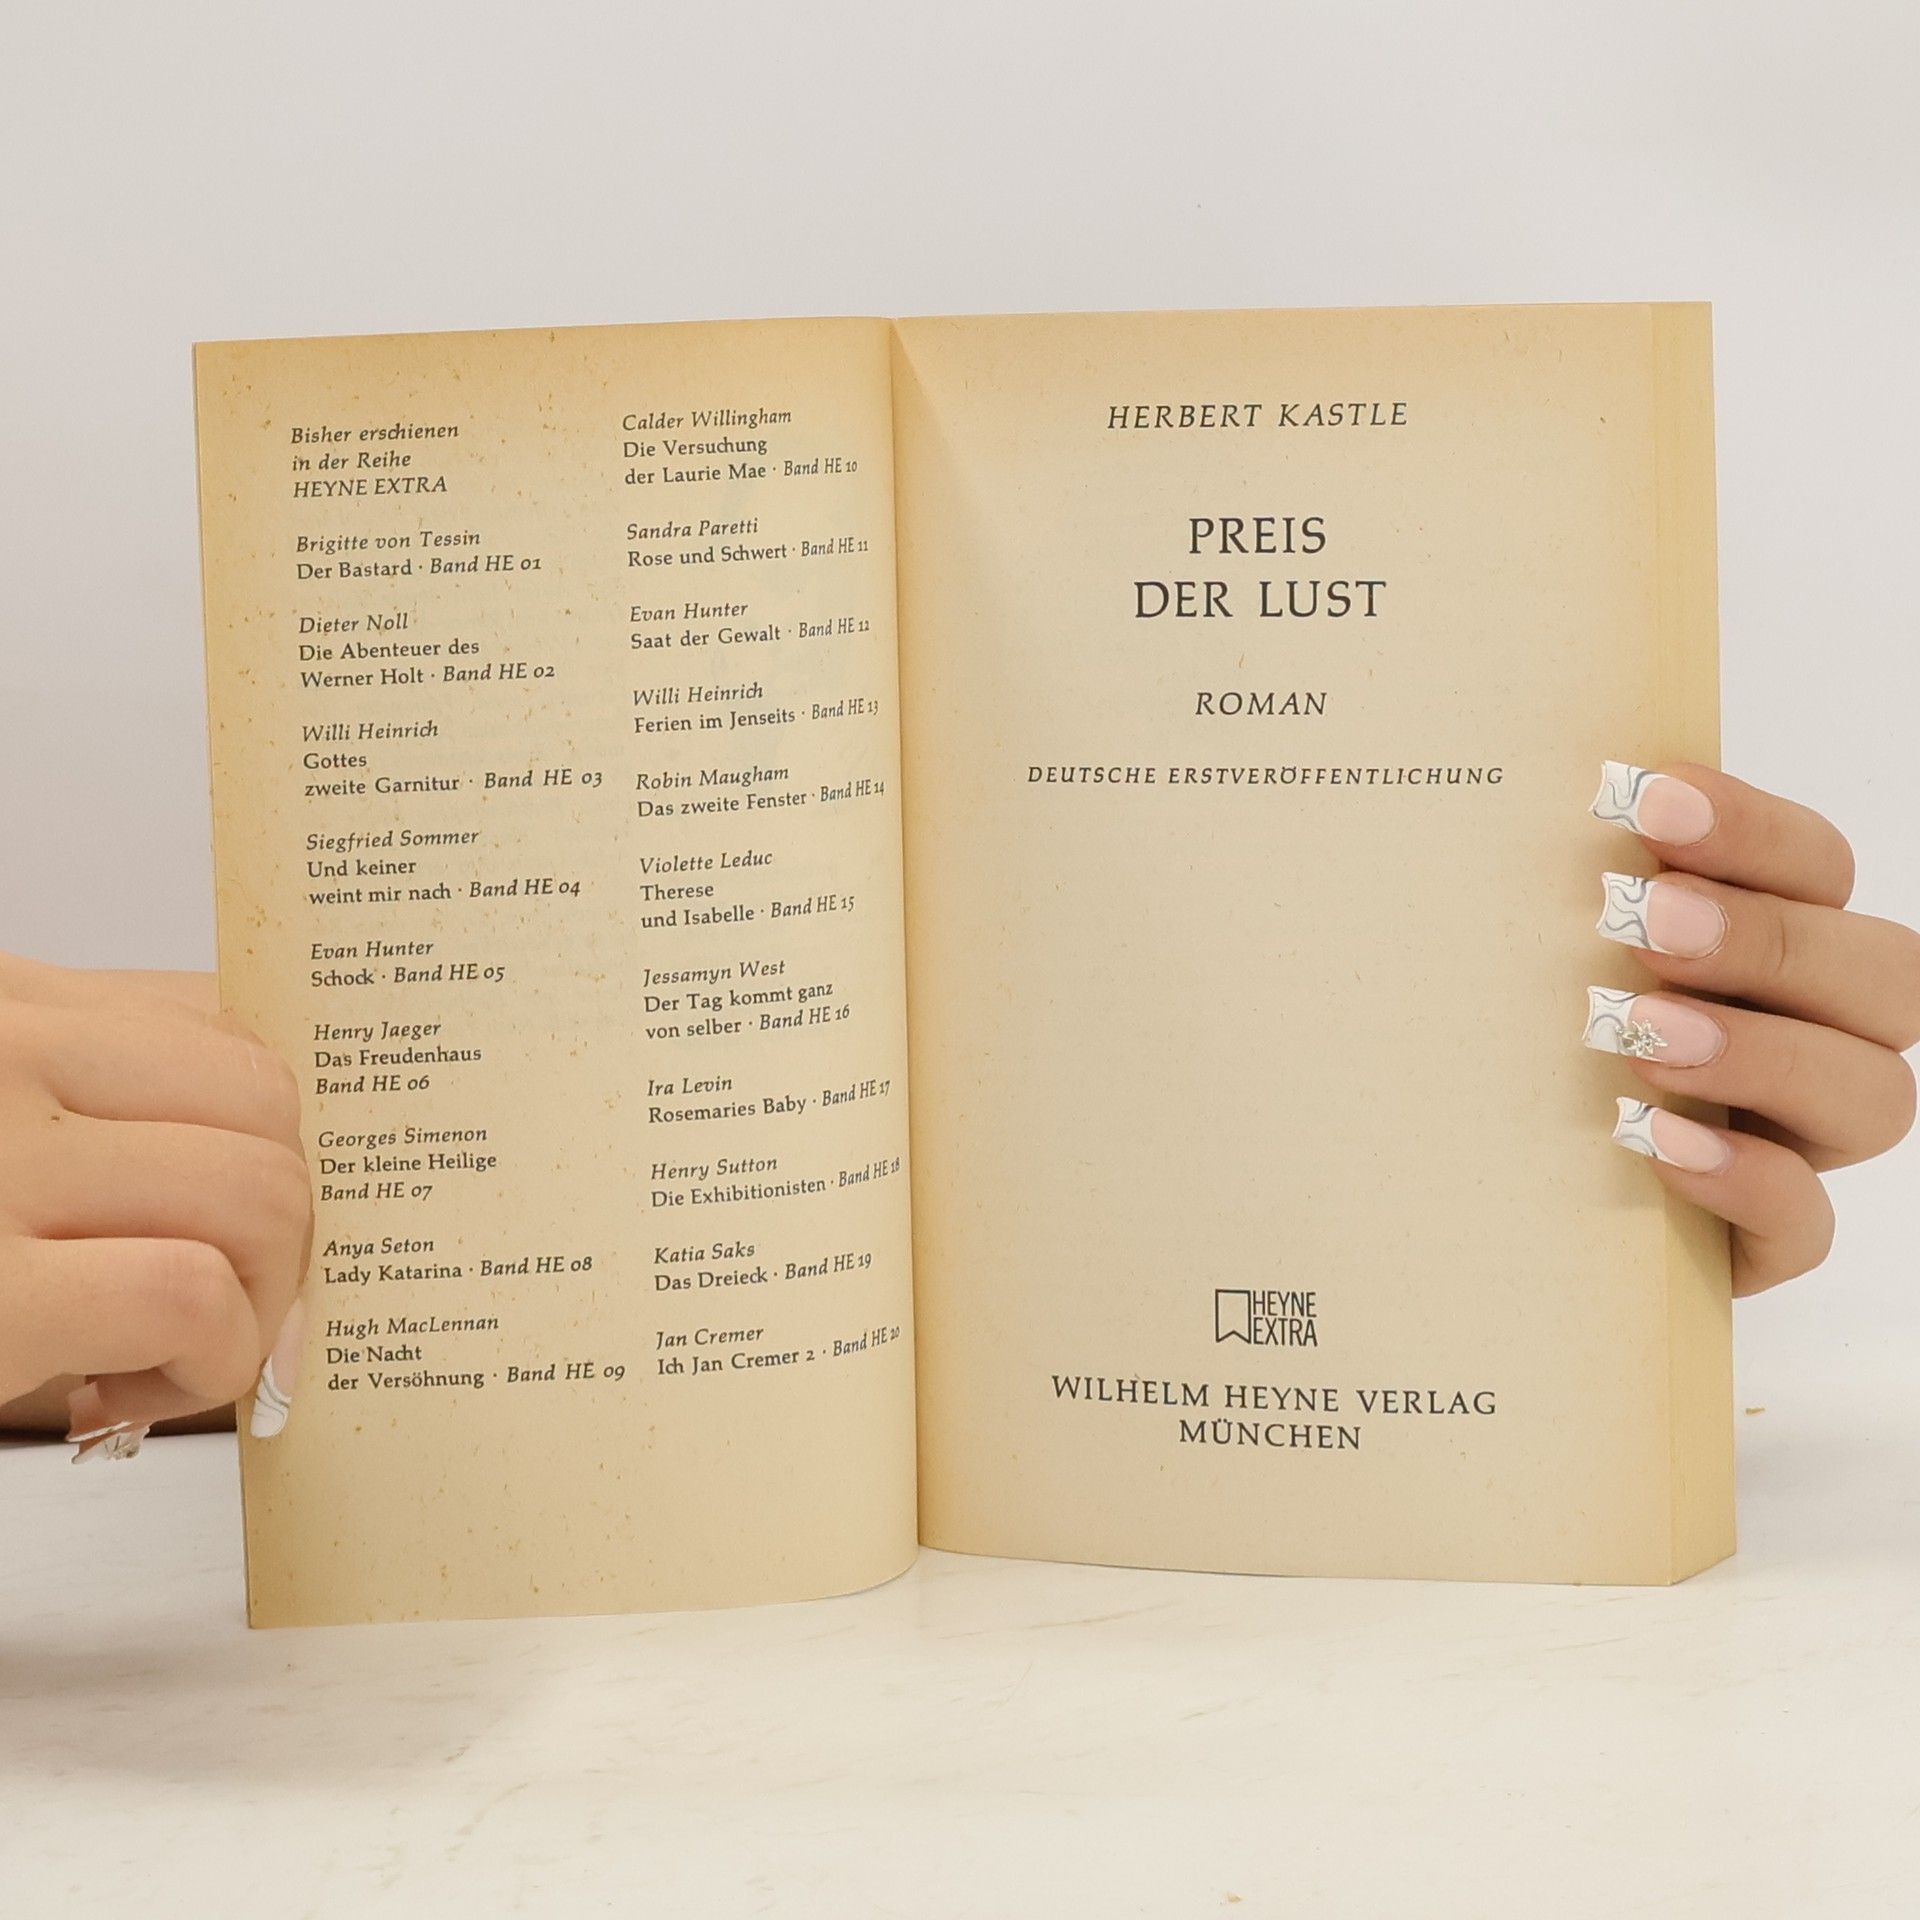 Bisher erschienen
in der Reihe
HEYNE EXTRA
Brigitte von Tessin
Der Bastard · Band HE 01
Dieter Noll
Die Abenteuer des
Werner Holt · Band HE 02
Willi Heinrich
Gottes
zweite Garnitur · Band HE 03
Siegfried Sommer
Und keiner
weint mir nach · Band HE 04
Evan Hunter
Schock · Band HE 05
Henry Jaeger
Das Freudenhaus
Band HE 06
Georges Simenon
Der kleine Heilige
Band HE 07
Anya Seton
Lady Katarina · Band HE 08
Hugh MacLennan
Die Nacht
der Versöhnung · Band HE 09
Calder Willingham
Die Versuchung
der Laurie Mae · Band HE 10
Sandra Paretti
Rose und Schwert · Band HE 11
Evan Hunter
Saat der Gewalt · Band HE 12
Willi Heinrich
Ferien im Jenseits · Band HE 13
Robin Maugham
Das zweite Fenster · Band HE 14
Violette Leduc
Therese
und Isabelle · Band HE 15
Jessamyn West
Der Tag kommt ganz
von selber · Band HE 16
Ira Levin
Rosemaries Baby · Band HE 17
Henry Sutton
Die Exhibitionisten · Band HE 18
Katia Saks
Das Dreieck · Band HE 19
Jan Cremer
Ich Jan Cremer 2 · Band HE 20
HERBERT KASTLE
PREIS
DER LUST
ROMAN
DEUTSCHE ERSTVERÖFFENTLICHUNG
HEYNE
EXTRA
WILHELM HEYNE VERLAG
MÜNCHEN